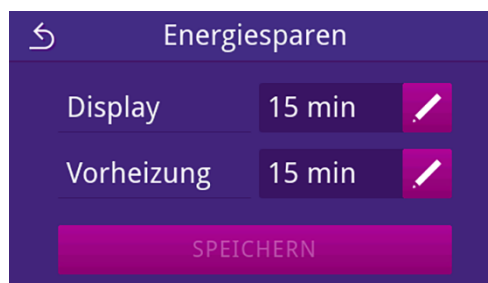 Energiesparen
Display 15 min
Vorheizung 15 min
SPEICHERN